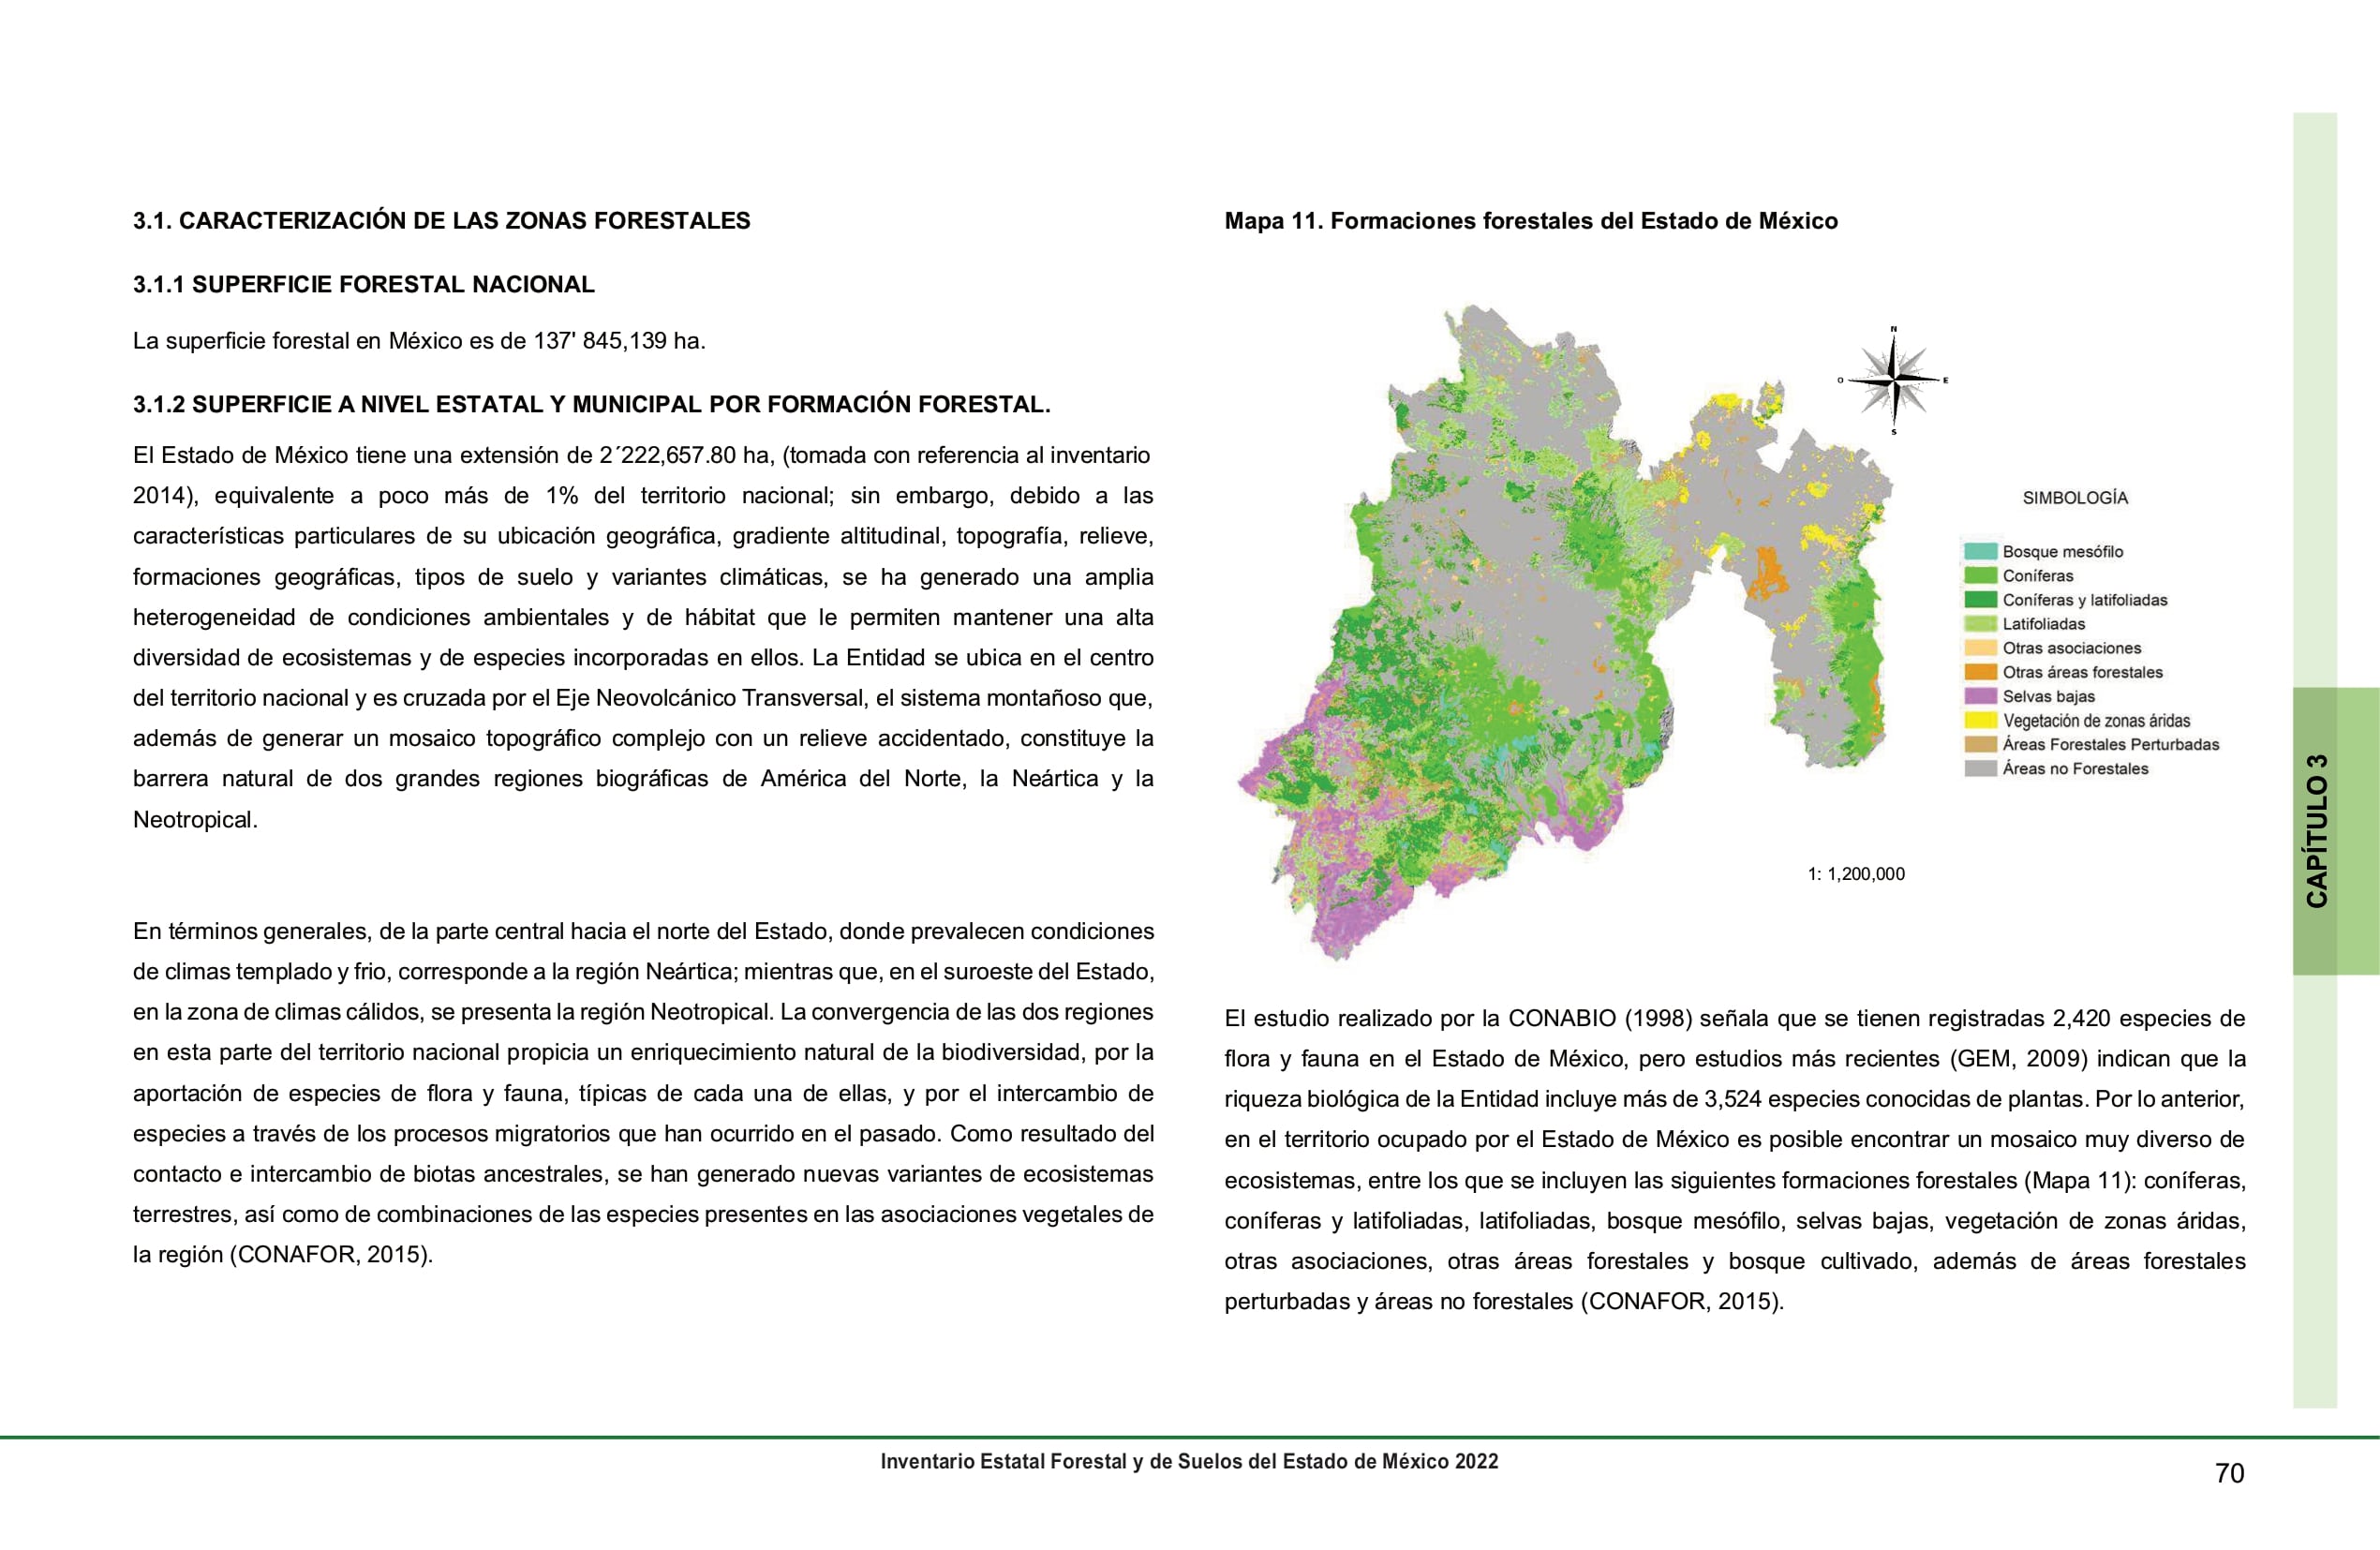 3.1. CARACTERIZACIÓN DE LAS ZONAS FORESTALES
3.1.1 SUPERFICIE FORESTAL NACIONAL
La superficie forestal en México es de 137' 845,139 ha.
3.1.2 SUPERFICIE A NIVEL ESTATAL Y MUNICIPAL POR FORMACIÓN FORESTAL.
El Estado de México tiene una extensión de 2´222,657.80 ha, (tomada con referencia al inventario
2014), equivalente a poco más de 1% del territorio nacional; sin embargo, debido a las
características particulares de su ubicación geográfica, gradiente altitudinal, topografía, relieve,
formaciones geográficas, tipos de suelo y variantes climáticas, se ha generado una amplia
heterogeneidad de condiciones ambientales y de hábitat que le permiten mantener una alta
diversidad de ecosistemas y de especies incorporadas en ellos. La Entidad se ubica en el centro
del territorio nacional y es cruzada por el Eje Neovolcánico Transversal, el sistema montañoso que,
además de generar un mosaico topográfico complejo con un relieve accidentado, constituye la
barrera natural de dos grandes regiones biográficas de América del Norte, la Neártica y la
Neotropical.
En términos generales, de la parte central hacia el norte del Estado, donde prevalecen condiciones
de climas templado y frio, corresponde a la región Neártica; mientras que, en el suroeste del Estado,
en la zona de climas cálidos, se presenta la región Neotropical. La convergencia de las dos regiones
en esta parte del territorio nacional propicia un enriquecimiento natural de la biodiversidad, por la
aportación de especies de flora y fauna, típicas de cada una de ellas, y por el intercambio de
especies a través de los procesos migratorios que han ocurrido en el pasado. Como resultado del
contacto e intercambio de biotas ancestrales, se han generado nuevas variantes de ecosistemas
terrestres, así como de combinaciones de las especies presentes en las asociaciones vegetales de
la región (CONAFOR, 2015).
Mapa 11. Formaciones forestales del Estado de México
N
O
E
S
SIMBOLOGÍA
Bosque mesófilo
Coníferas
Coníferas y latifoliadas
Latifoliadas
Otras asociaciones
Otras áreas forestales
Selvas bajas
Vegetación de zonas áridas
Áreas Forestales Perturbadas
Áreas no Forestales
1: 1,200,000
El estudio realizado por la CONABIO (1998) señala que se tienen registradas 2,420 especies de
flora y fauna en el Estado de México, pero estudios más recientes (GEM, 2009) indican que la
riqueza biológica de la Entidad incluye más de 3,524 especies conocidas de plantas. Por lo anterior,
en el territorio ocupado por el Estado de México es posible encontrar un mosaico muy diverso de
ecosistemas, entre los que se incluyen las siguientes formaciones forestales (Mapa 11): coníferas,
coníferas y latifoliadas, latifoliadas, bosque mesófilo, selvas bajas, vegetación de zonas áridas,
otras asociaciones, otras áreas forestales y bosque cultivado, además de áreas forestales
perturbadas y áreas no forestales (CONAFOR, 2015).
CAPÍTULO 3
Inventario Estatal Forestal y de Suelos del Estado de México 2022
70